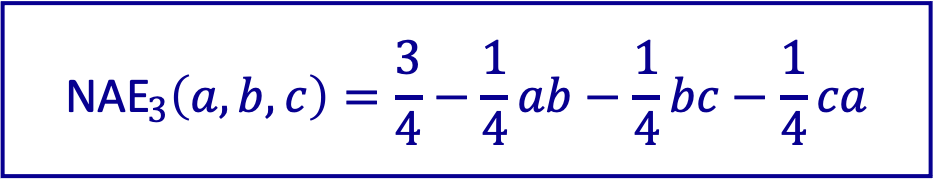 NAE₃(a, b, c) = 3/4 − 1/4 ab − 1/4 bc − 1/4 ca